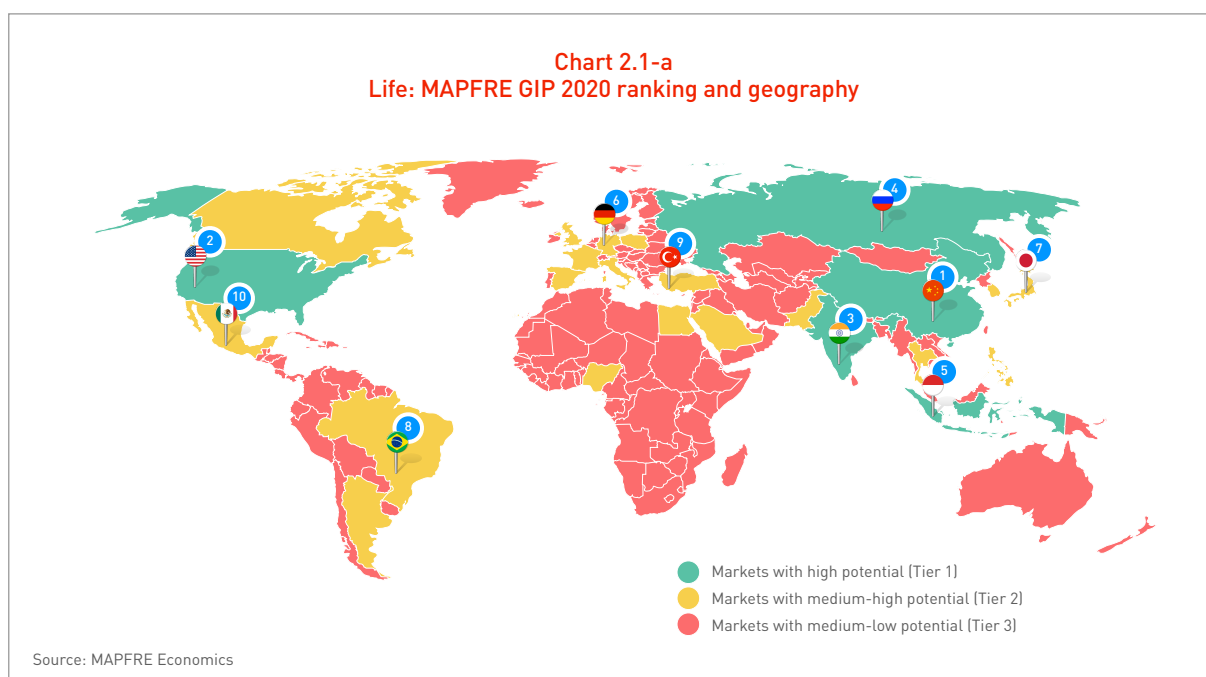 Chart 2.1-a
Life: MAPFRE GIP 2020 ranking and geography
4
6
2
9
7
10
1
3
5
8
Markets with high potential (Tier 1)
Markets with medium-high potential (Tier 2)
Markets with medium-low potential (Tier 3)
Source: MAPFRE Economics